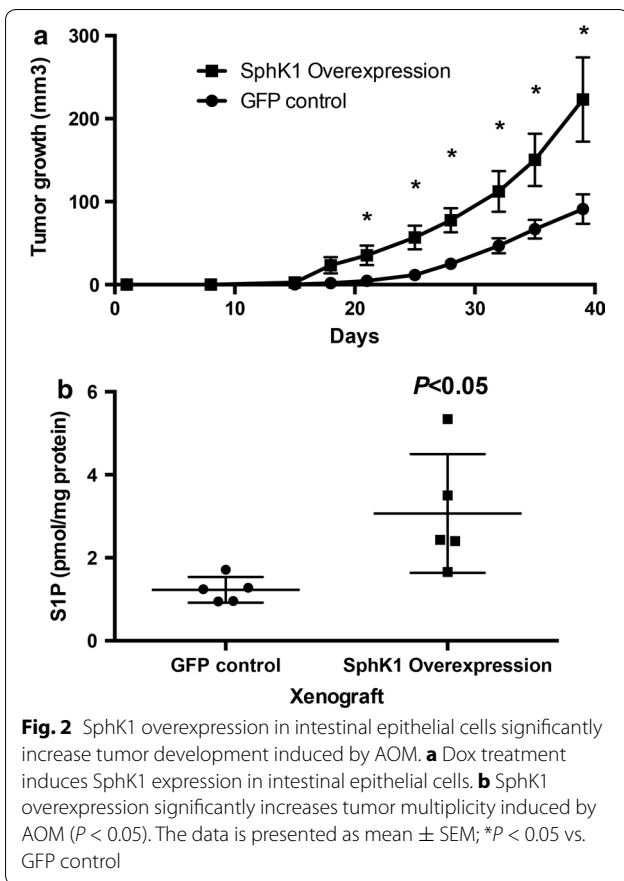 a
300
200
100
0
Tumor growth (mm3)
SphK1 Overexpression
GFP control
* * * * * * *
0 10 20 30 40
Days
b
P<0.05
6
4
2
0
S1P (pmol/mg protein)
GFP control SphK1 Overexpression
Xenograft
Fig. 2 SphK1 overexpression in intestinal epithelial cells significantly
increase tumor development induced by AOM. a Dox treatment
induces SphK1 expression in intestinal epithelial cells. b SphK1
overexpression significantly increases tumor multiplicity induced by
AOM (P < 0.05). The data is presented as mean ± SEM; *P < 0.05 vs.
GFP control